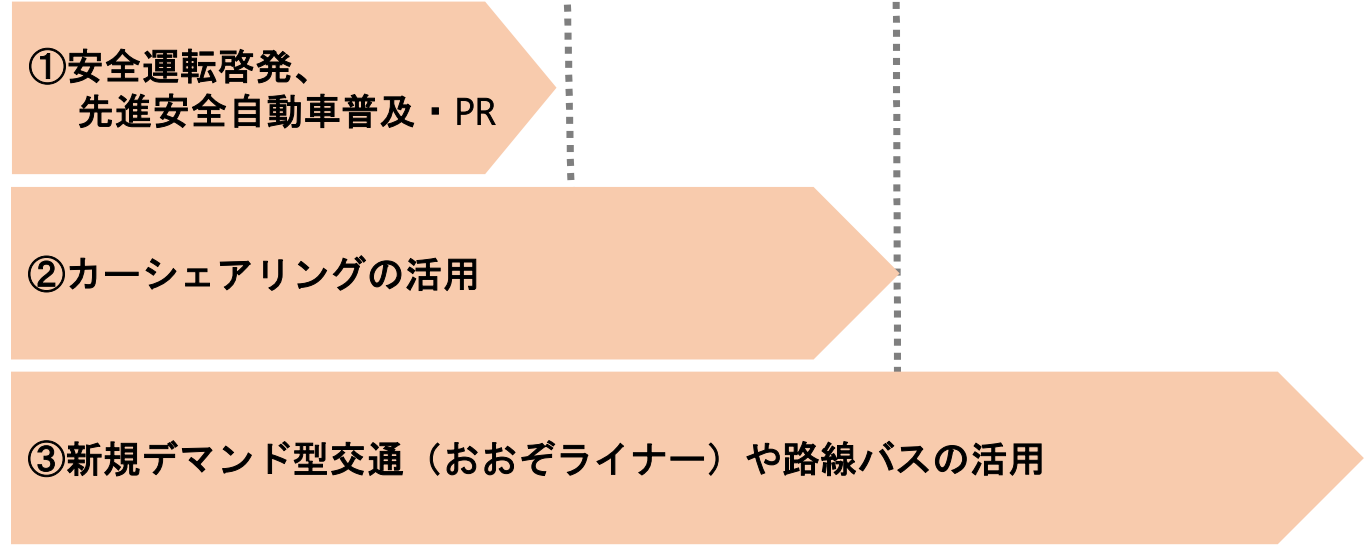 ①安全運転啓発、
先進安全自動車普及・PR
②カーシェアリングの活用
③新規デマンド型交通（おおぞライナー）や路線バスの活用